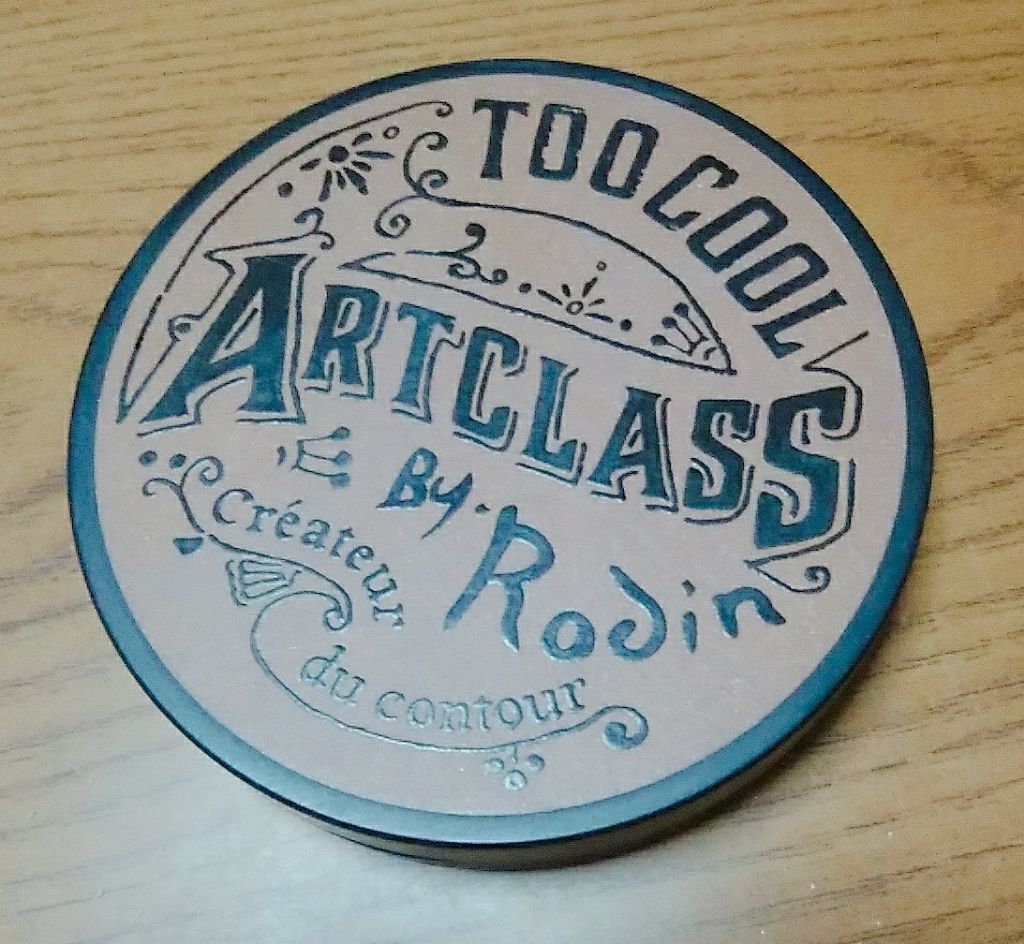 TOO COOL
ARTCLASS
BY. Rodin
créateur
du contour